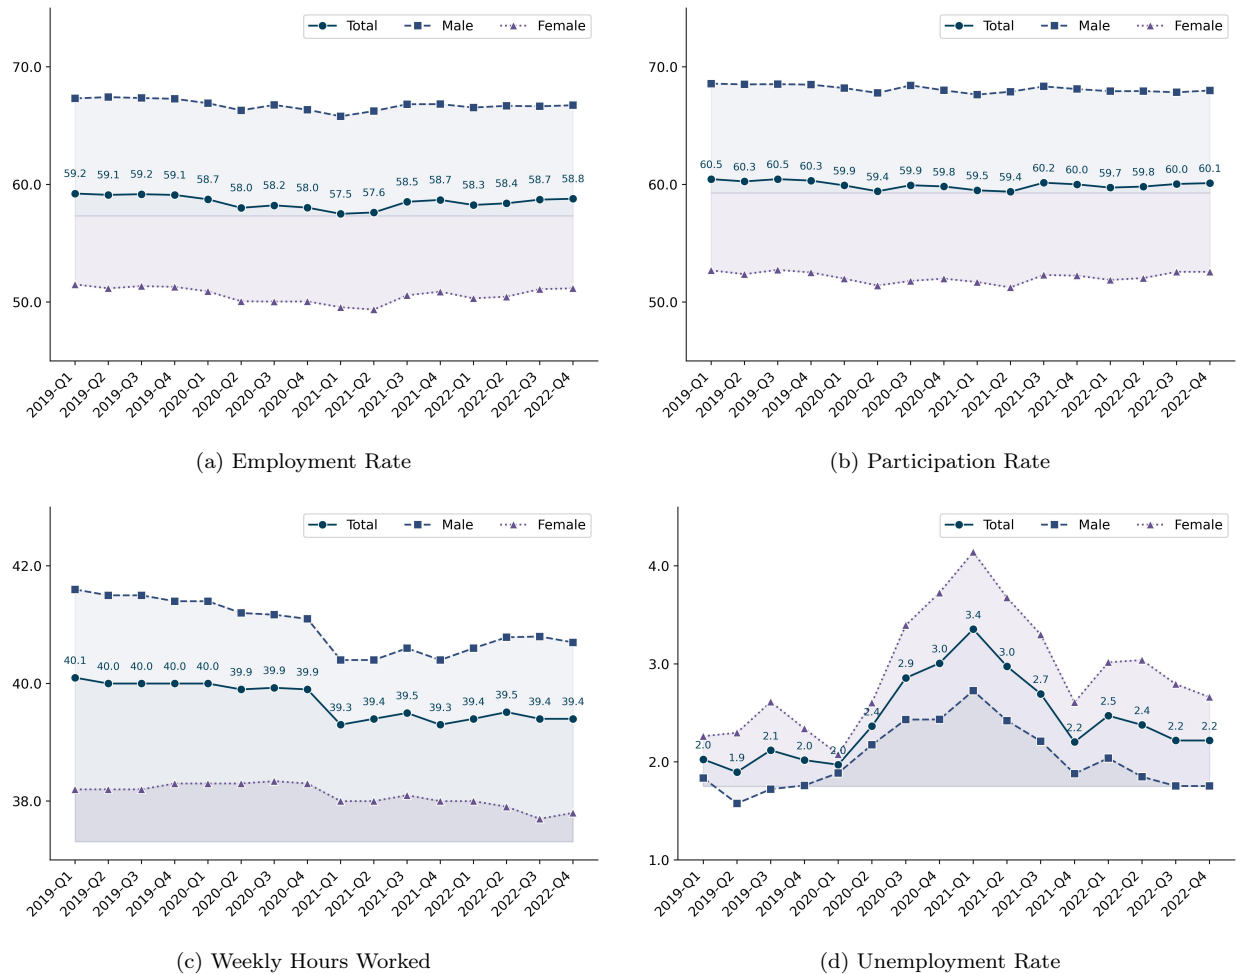 Total Male Female
70.0
60.0
50.0
59.2 59.1 59.2 59.1 58.7 58.0 58.2 58.0 57.5 57.6 58.5 58.7 58.3 58.4 58.7 58.8
2019-Q1 2019-Q2 2019-Q3 2019-Q4 2020-Q1 2020-Q2 2020-Q3 2020-Q4 2021-Q1 2021-Q2 2021-Q3 2021-Q4 2022-Q1 2022-Q2 2022-Q3 2022-Q4
(a) Employment Rate
Total Male Female
70.0
60.0
50.0
60.5 60.3 60.5 60.3 59.9 59.4 59.9 59.8 59.5 59.4 60.2 60.0 59.7 59.8 60.0 60.1
2019-Q1 2019-Q2 2019-Q3 2019-Q4 2020-Q1 2020-Q2 2020-Q3 2020-Q4 2021-Q1 2021-Q2 2021-Q3 2021-Q4 2022-Q1 2022-Q2 2022-Q3 2022-Q4
(b) Participation Rate
Total Male Female
42.0
40.0
38.0
40.1 40.0 40.0 40.0 40.0 39.9 39.9 39.9 39.3 39.4 39.5 39.3 39.4 39.5 39.4 39.4
2019-Q1 2019-Q2 2019-Q3 2019-Q4 2020-Q1 2020-Q2 2020-Q3 2020-Q4 2021-Q1 2021-Q2 2021-Q3 2021-Q4 2022-Q1 2022-Q2 2022-Q3 2022-Q4
(c) Weekly Hours Worked
Total Male Female
4.0
3.0
2.0
1.0
2.0 1.9 2.1 2.0 2.0 2.4 2.9 3.0 3.4 3.0 2.7 2.2 2.5 2.4 2.2 2.2
2019-Q1 2019-Q2 2019-Q3 2019-Q4 2020-Q1 2020-Q2 2020-Q3 2020-Q4 2021-Q1 2021-Q2 2021-Q3 2021-Q4 2022-Q1 2022-Q2 2022-Q3 2022-Q4
(d) Unemployment Rate